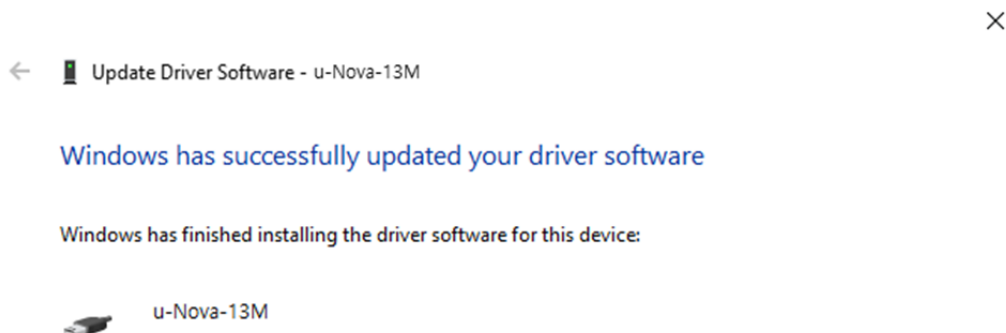 Update Driver Software - u-Nova-13M
Windows has successfully updated your driver software
Windows has finished installing the driver software for this device:
u-Nova-13M